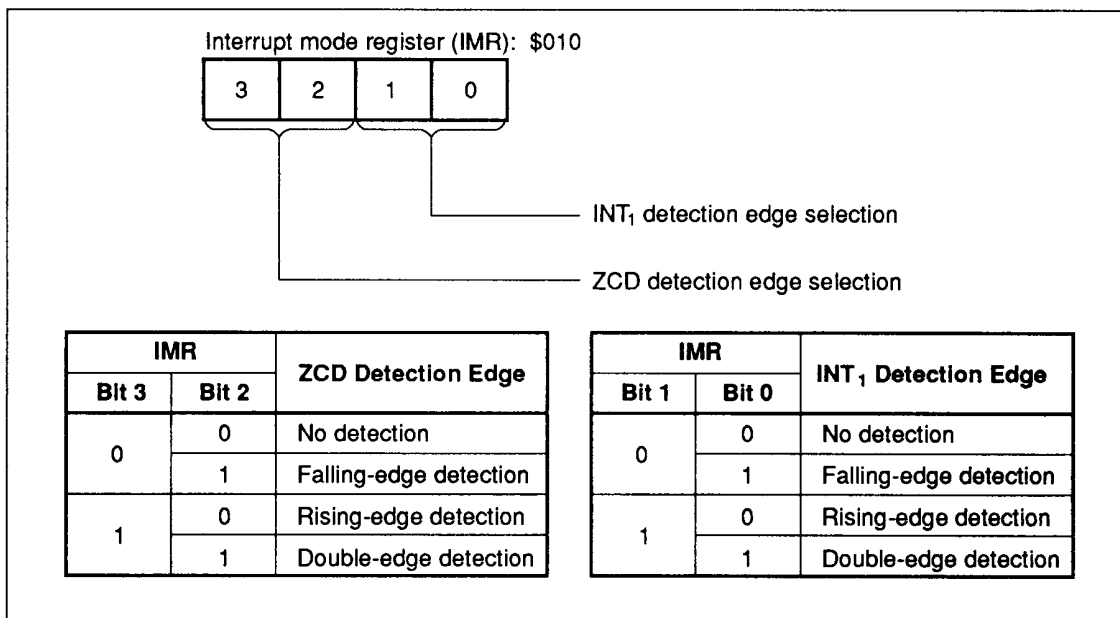 Interrupt mode register (IMR): $010
3 2 1 0
INT₁ detection edge selection
ZCD detection edge selection
IMR ZCD Detection Edge
Bit 3 Bit 2
0 0 No detection
1 Falling-edge detection
1 0 Rising-edge detection
1 Double-edge detection
IMR INT₁ Detection Edge
Bit 1 Bit 0
0 0 No detection
1 Falling-edge detection
1 0 Rising-edge detection
1 Double-edge detection